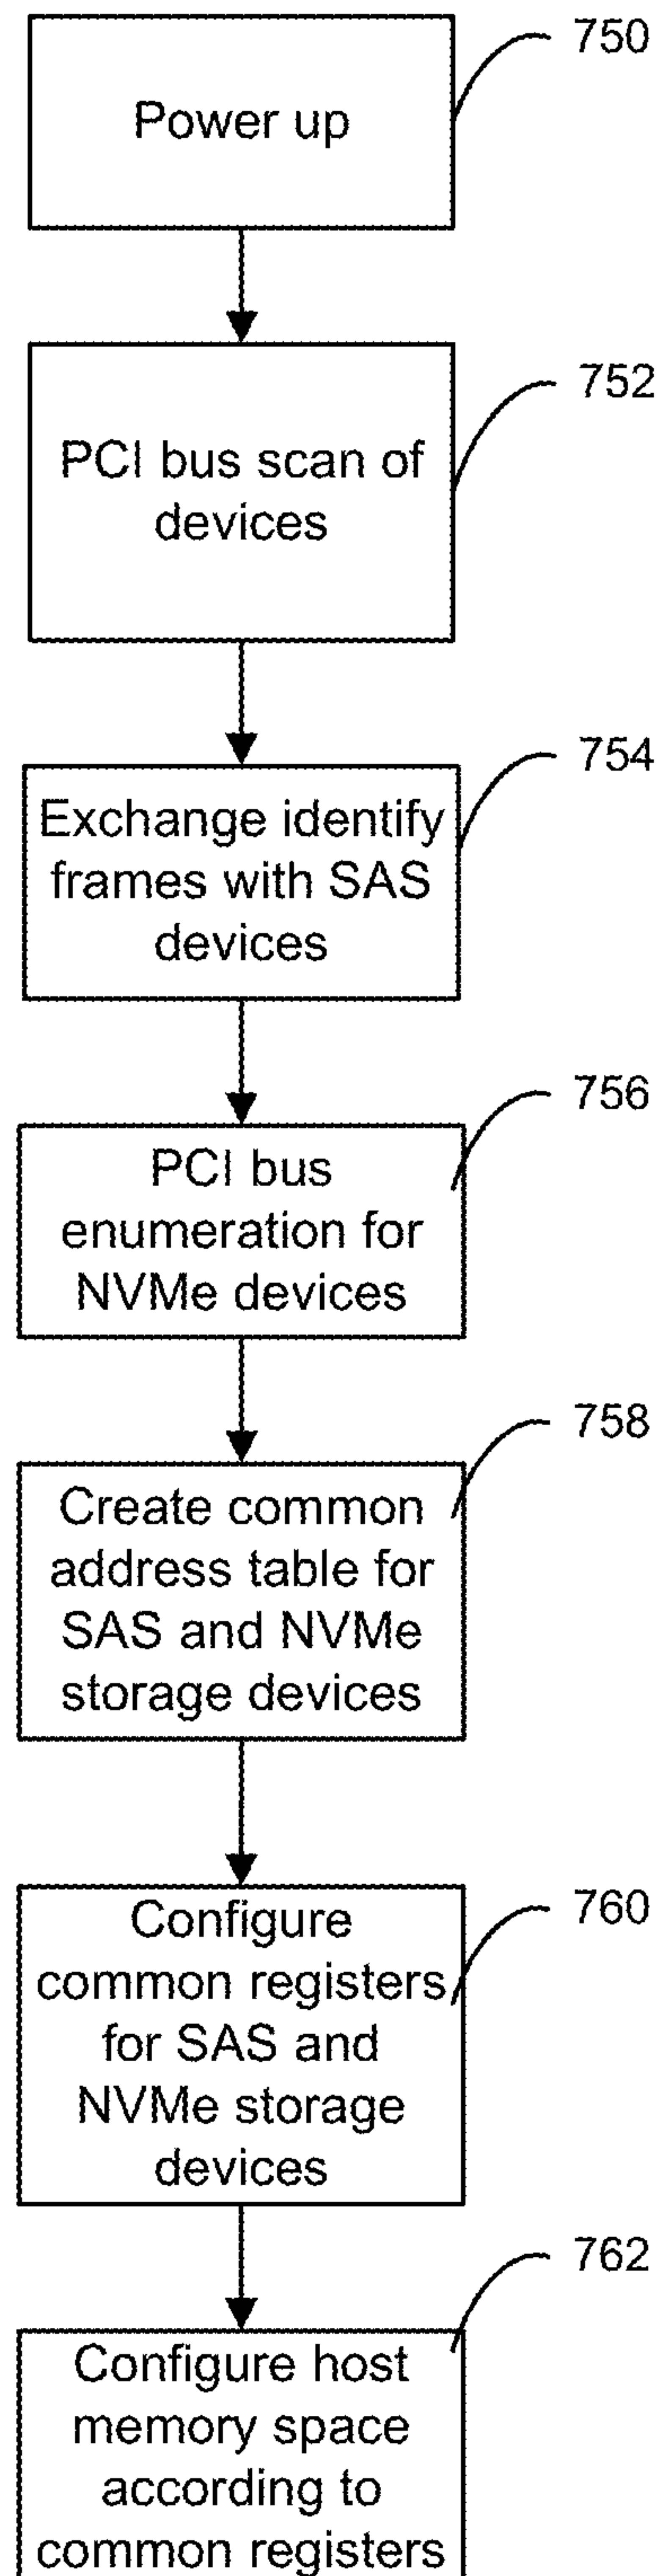 750
Power up
752
PCI bus scan of
devices
754
Exchange identify
frames with SAS
devices
756
PCI bus
enumeration for
NVMe devices
758
Create common
address table for
SAS and NVMe
storage devices
760
Configure
common registers
for SAS and
NVMe storage
devices
762
Configure host
memory space
according to
common registers